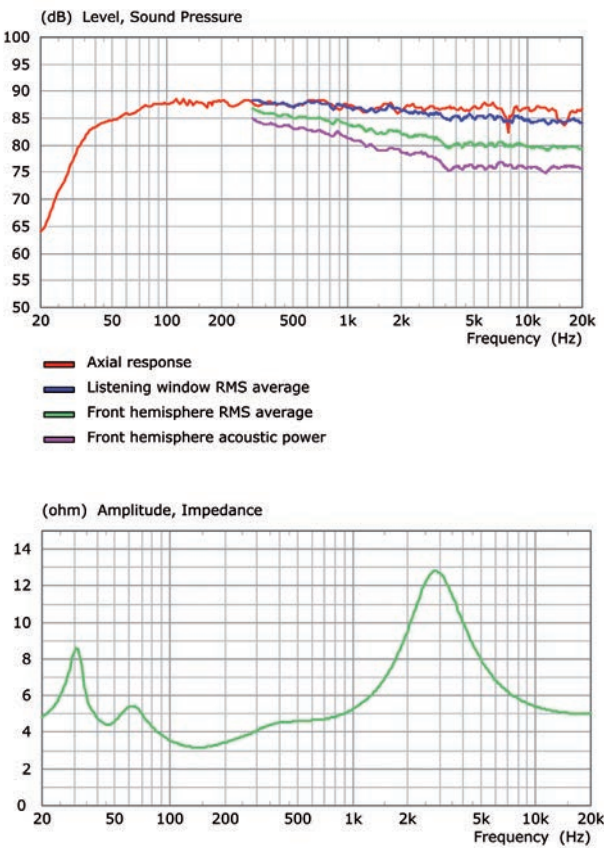 (dB) Level, Sound Pressure
100
95
90
85
80
75
70
65
60
55
50
20 100 200 500 1k 2k 5k 10k 20k
Frequency (Hz)
Axial response
Listening window RMS average
Front hemisphere RMS average
Front hemisphere acoustic power
(ohm) Amplitude, Impedance
14
12
10
8
6
4
2
0
20 100 200 500 1k 2k 5k 10k 20k
Frequency (Hz)